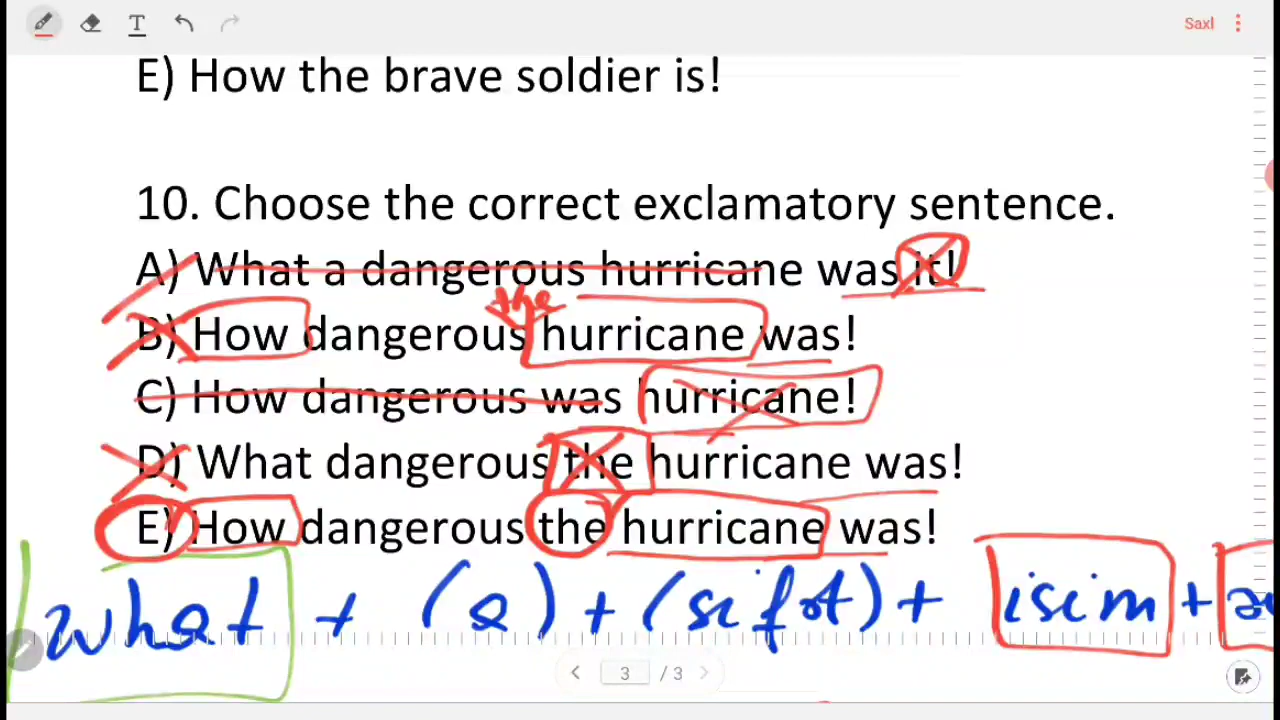 T Saxl
E) How the brave soldier is!
10. Choose the correct exclamatory sentence.
A) What a dangerous hurricane was it!
the
B) How dangerous hurricane was!
C) How dangerous was hurricane!
D) What dangerous the hurricane was!
E) How dangerous the hurricane was!
what + (a) + (sifat) + isim +
< 3 / 3 >